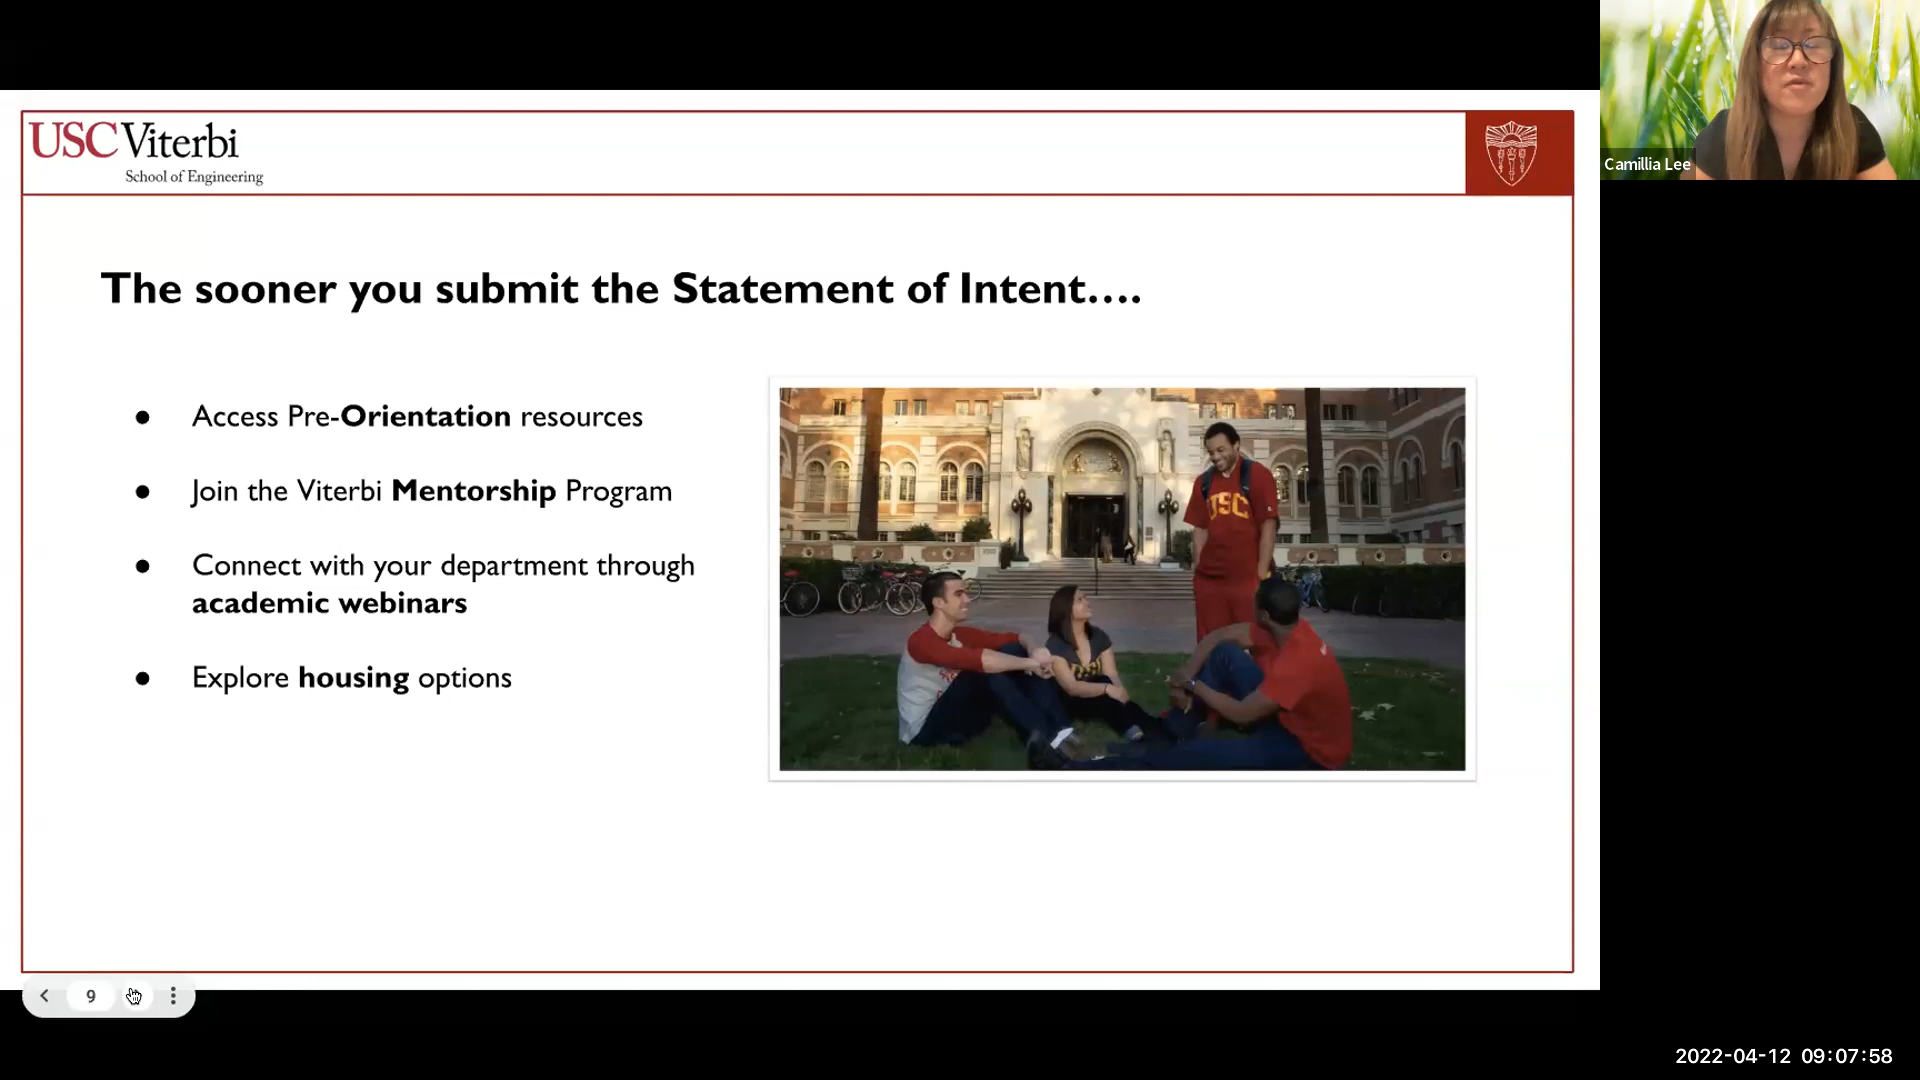 USC Viterbi
School of Engineering
Camillia Lee
The sooner you submit the Statement of Intent....
● Access Pre-Orientation resources
● Join the Viterbi Mentorship Program
● Connect with your department through
academic webinars
● Explore housing options
USC
9
2022-04-12 09:07:58